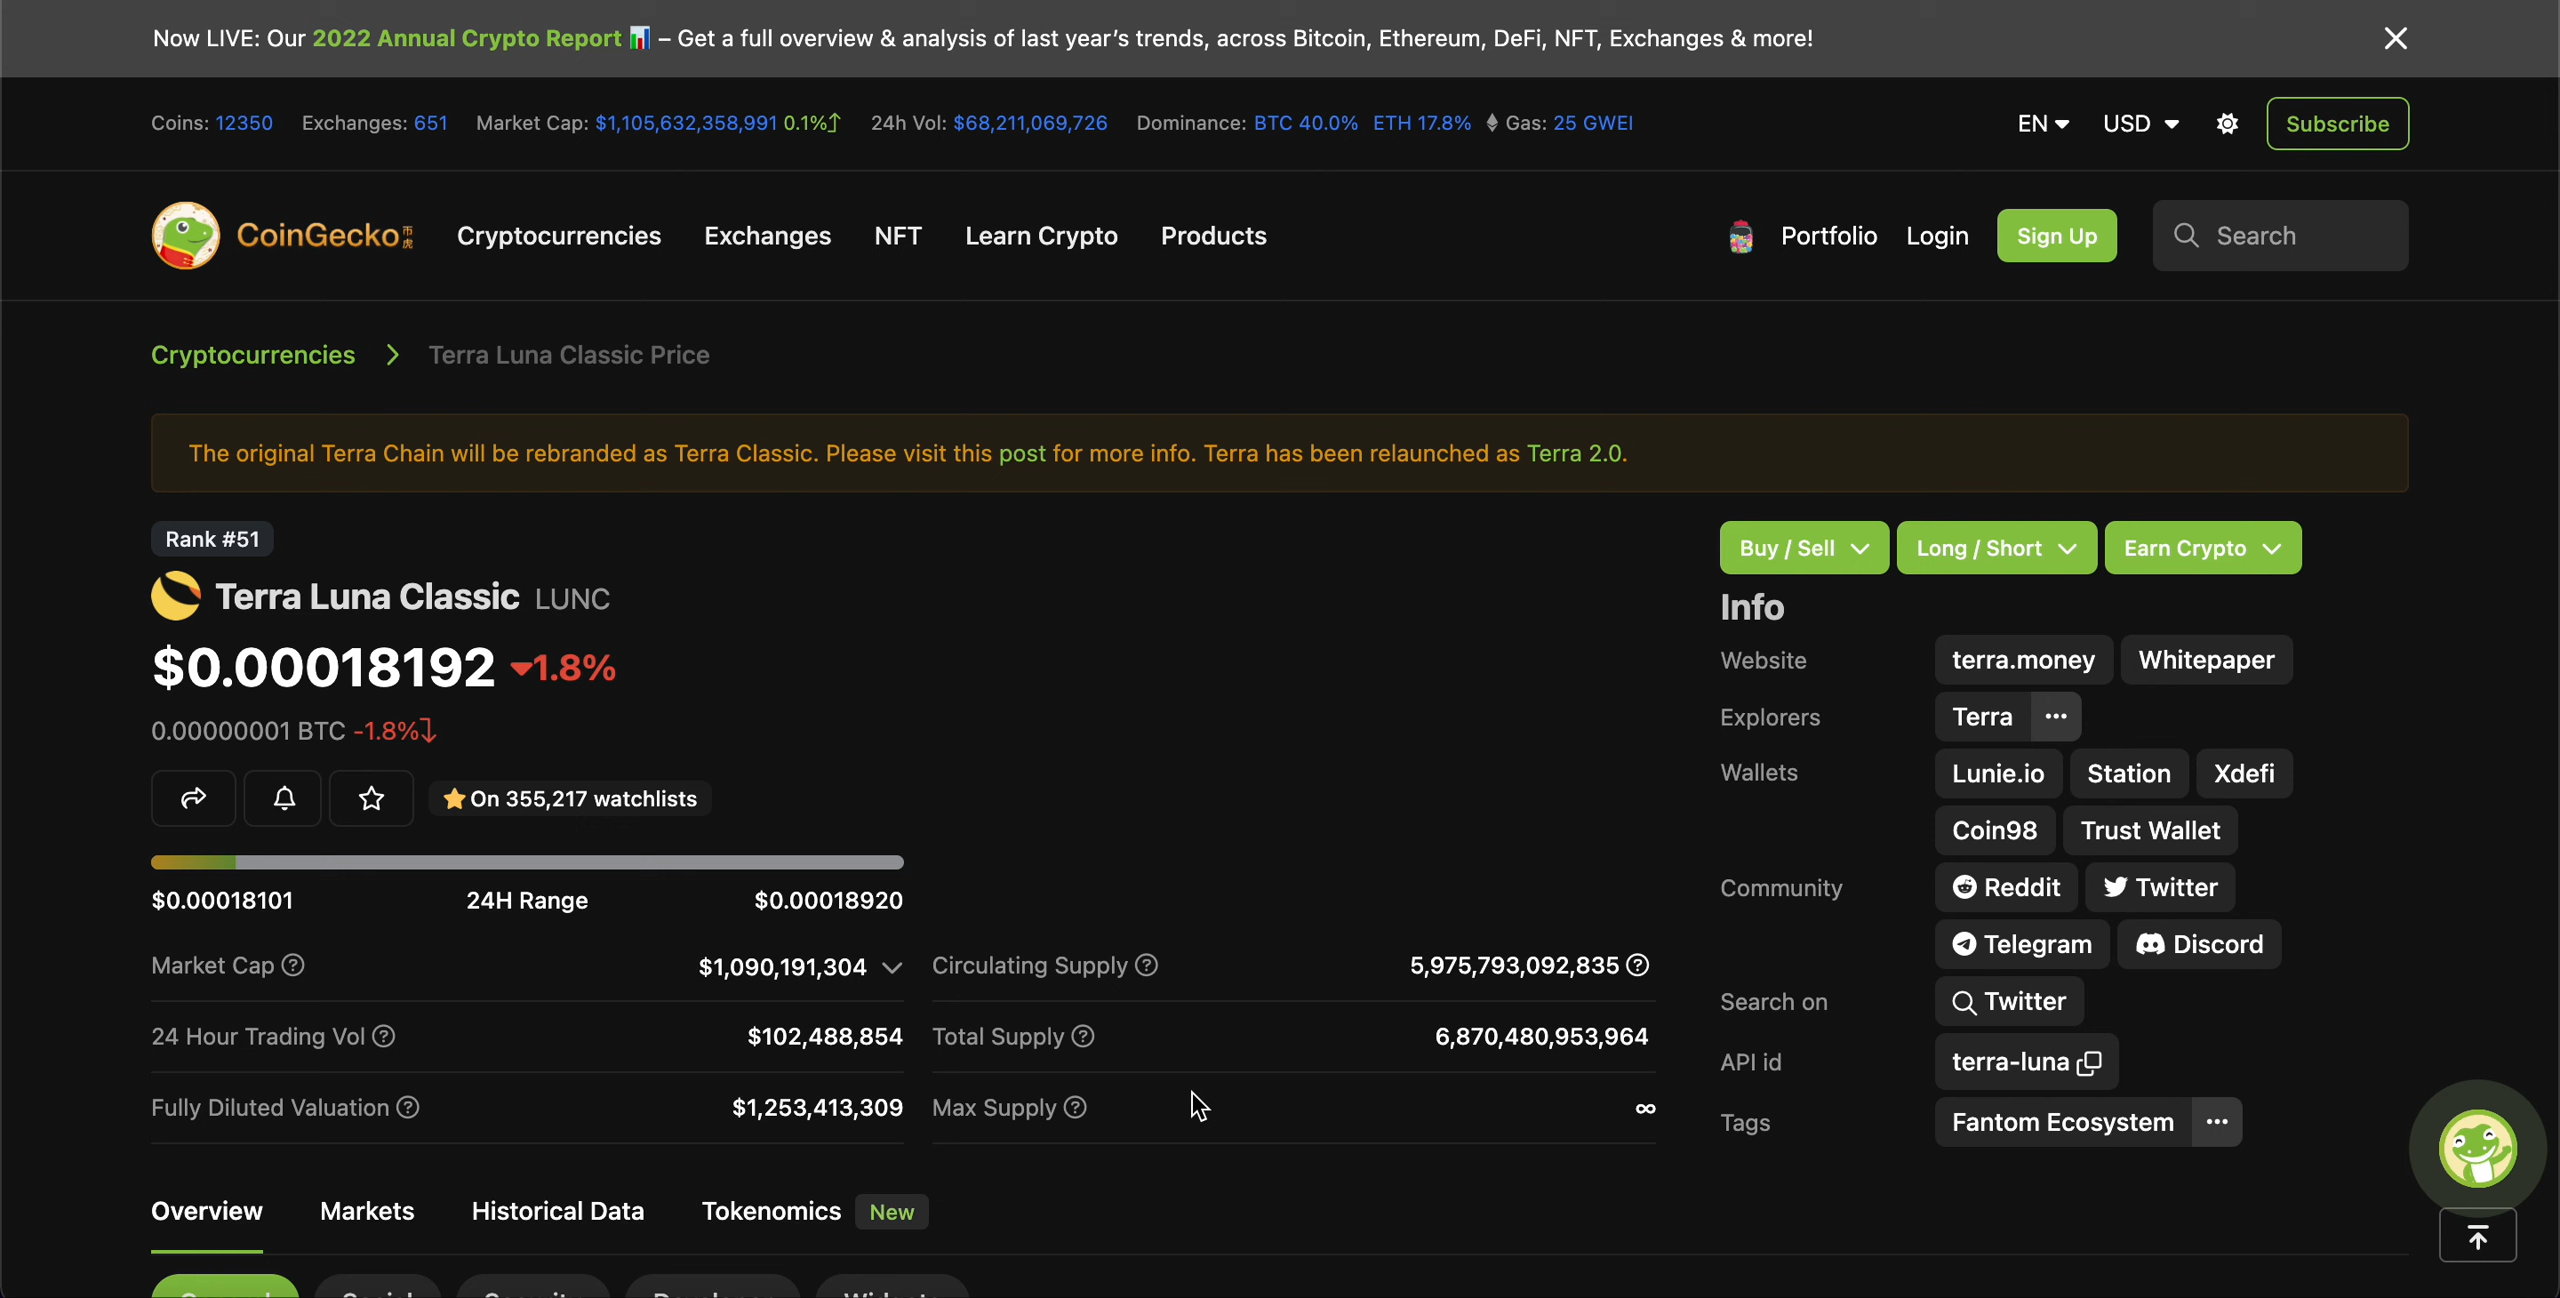 Now LIVE: Our 2022 Annual Crypto Report – Get a full overview & analysis of last year's trends, across Bitcoin, Ethereum, DeFi, NFT, Exchanges & more!
Coins: 12350 Exchanges: 651 Market Cap: $1,105,632,358,991 0.1% 24h Vol: $68,211,069,726 Dominance: BTC 40.0% ETH 17.8% Gas: 25 GWEI EN USD Subscribe
CoinGecko 币虎 Cryptocurrencies Exchanges NFT Learn Crypto Products Portfolio Login Sign Up Search
Cryptocurrencies > Terra Luna Classic Price
The original Terra Chain will be rebranded as Terra Classic. Please visit this post for more info. Terra has been relaunched as Terra 2.0.
Rank #51
Terra Luna Classic LUNC
$0.00018192 1.8%
0.00000001 BTC -1.8%
On 355,217 watchlists
$0.00018101 24H Range $0.00018920
Market Cap $1,090,191,304 Circulating Supply 5,975,793,092,835
24 Hour Trading Vol $102,488,854 Total Supply 6,870,480,953,964
Fully Diluted Valuation $1,253,413,309 Max Supply ∞
Buy / Sell Long / Short Earn Crypto
Info
Website terra.money Whitepaper
Explorers Terra ...
Wallets Lunie.io Station Xdefi
Coin98 Trust Wallet
Community Reddit Twitter
Telegram Discord
Search on Twitter
API id terra-luna
Tags Fantom Ecosystem ...
Overview Markets Historical Data Tokenomics New